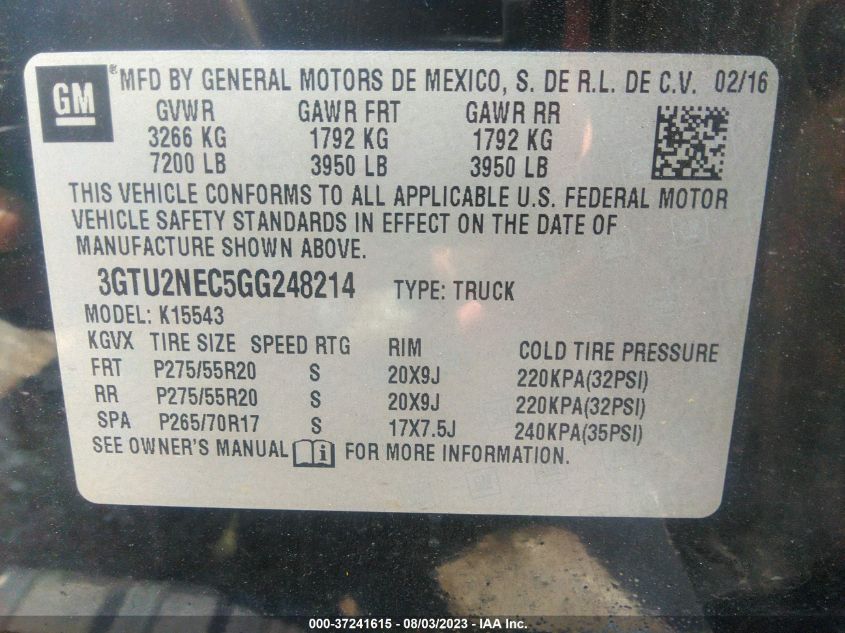 GM ® MFD BY GENERAL MOTORS DE MEXICO, S. DE R.L. DE C.V. 02/16
GVWR GAWR FRT GAWR RR
3266 KG 1792 KG 1792 KG
7200 LB 3950 LB 3950 LB
THIS VEHICLE CONFORMS TO ALL APPLICABLE U.S. FEDERAL MOTOR
VEHICLE SAFETY STANDARDS IN EFFECT ON THE DATE OF
MANUFACTURE SHOWN ABOVE.
3GTU2NEC5GG248214 TYPE: TRUCK
MODEL: K15543
KGVX TIRE SIZE SPEED RTG RIM COLD TIRE PRESSURE
FRT P275/55R20 S 20X9J 220KPA(32PSI)
RR P275/55R20 S 20X9J 220KPA(32PSI)
SPA P265/70R17 S 17X7.5J 240KPA(35PSI)
SEE OWNER'S MANUAL i FOR MORE INFORMATION.
000-37241615 - 08/03/2023 - IAA Inc.